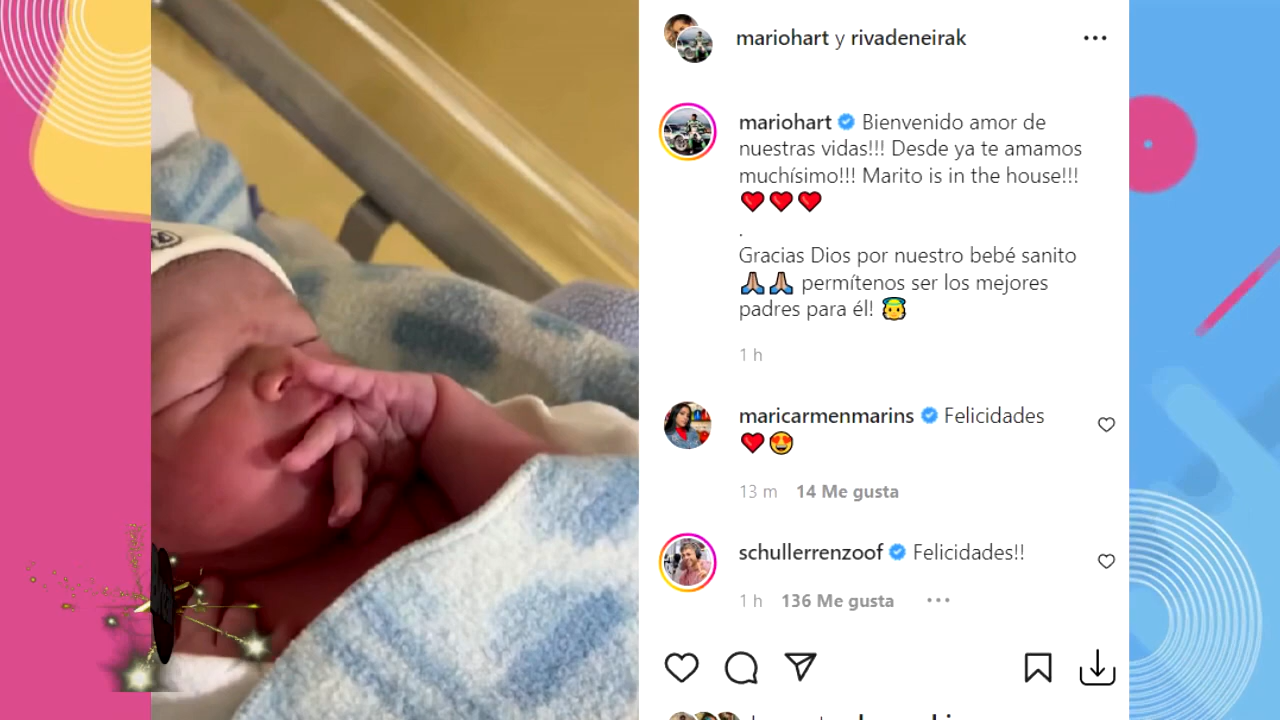 mariohart y rivadeneirak
mariohart Bienvenido amor de
nuestras vidas!!! Desde ya te amamos
muchísimo!!! Marito is in the house!!!
❤️❤️❤️
.
Gracias Dios por nuestro bebé sanito
🙏🙏 permítenos ser los mejores
padres para él! 😇
1 h
maricarmenmarins Felicidades
❤️😍
13 m 14 Me gusta
schullerrenzoof Felicidades!!
1 h 136 Me gusta